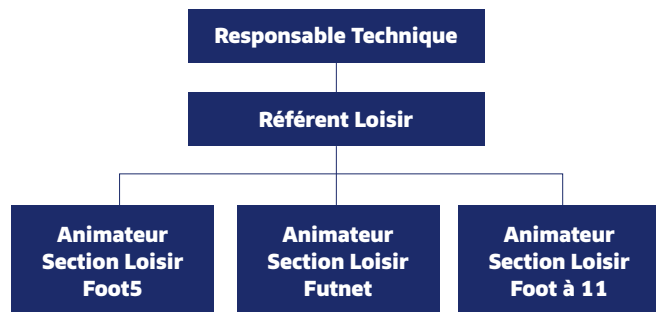 Responsable Technique
Référent Loisir
Animateur
Section Loisir
Foot5
Animateur
Section Loisir
Futnet
Animateur
Section Loisir
Foot à 11